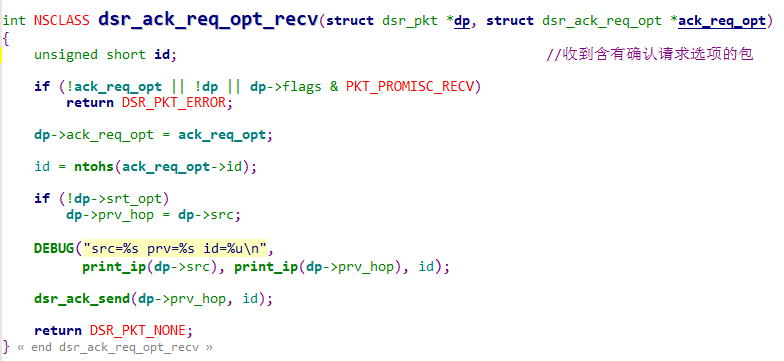 int NSCLASS dsr_ack_req_opt_recv(struct dsr_pkt *dp, struct dsr_ack_req_opt *ack_req_opt)
{
    unsigned short id; //收到含有确认请求选项的包
    if (!ack_req_opt || !dp || dp->flags & PKT_PROMISC_RECV)
        return DSR_PKT_ERROR;
    dp->ack_req_opt = ack_req_opt;
    id = ntohs(ack_req_opt->id);
    if (!dp->srt_opt)
        dp->prv_hop = dp->src;
    DEBUG("src=%s prv=%s id=%u\n",
          print_ip(dp->src), print_ip(dp->prv_hop), id);
    dsr_ack_send(dp->prv_hop, id);
    return DSR_PKT_NONE;
} « end dsr_ack_req_opt_recv »